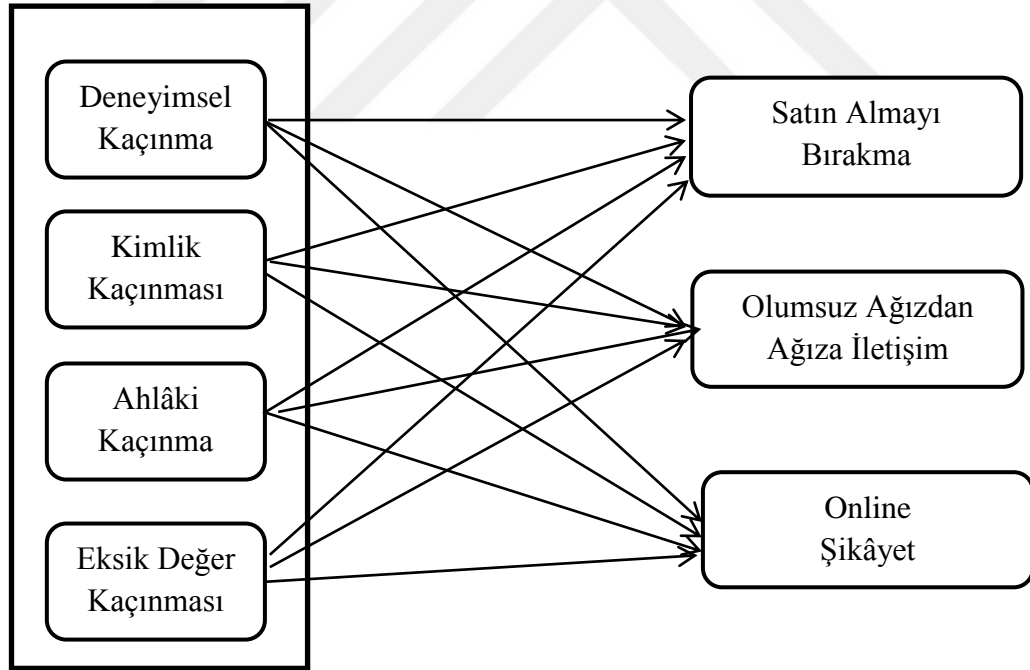 Deneyimsel
Kaçınma
Kimlik
Kaçınması
Ahlâki
Kaçınma
Eksik Değer
Kaçınması
Satın Almayı
Bırakma
Olumsuz Ağızdan
Ağıza İletişim
Online
Şikâyet